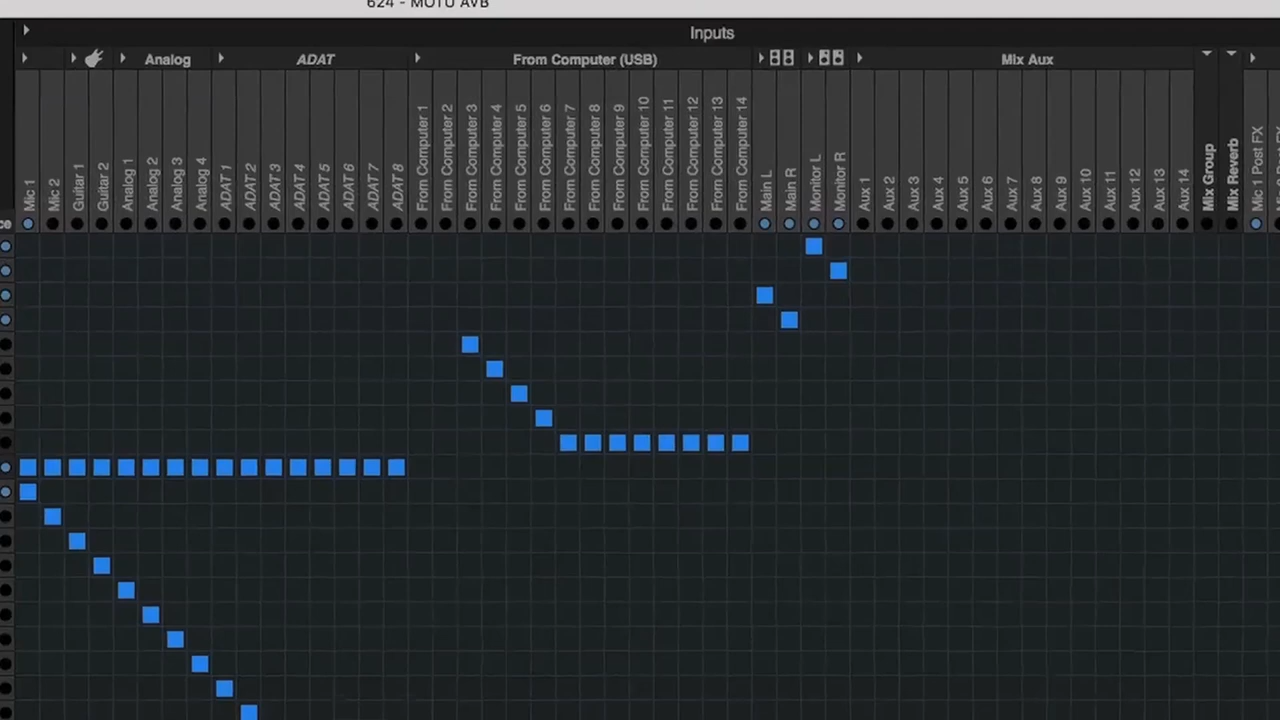 624 - MOTU AVB
Inputs
Analog
ADAT
From Computer (USB)
Mix Aux
Mic 1
Mic 2
Guitar 1
Guitar 2
Analog 1
Analog 2
Analog 3
Analog 4
ADAT 1
ADAT 2
ADAT 3
ADAT 4
ADAT 5
ADAT 6
ADAT 7
ADAT 8
From Computer 1
From Computer 2
From Computer 3
From Computer 4
From Computer 5
From Computer 6
From Computer 7
From Computer 8
From Computer 9
From Computer 10
From Computer 11
From Computer 12
From Computer 13
From Computer 14
Main L
Main R
Monitor L
Monitor R
Aux 1
Aux 2
Aux 3
Aux 4
Aux 5
Aux 6
Aux 7
Aux 8
Aux 9
Aux 10
Aux 11
Aux 12
Aux 13
Aux 14
Mix Group
Mix Reverb
Mic 1 Post FX